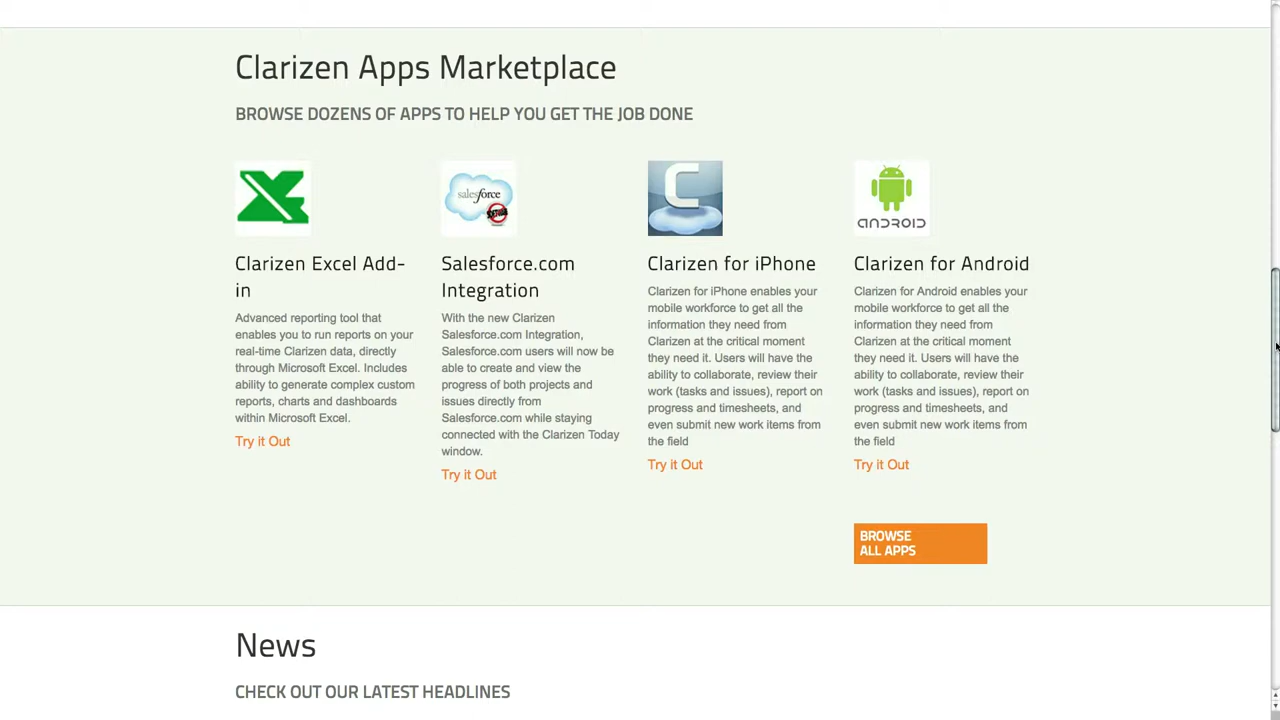 Clarizen Apps Marketplace
BROWSE DOZENS OF APPS TO HELP YOU GET THE JOB DONE
salesforce
ANDROID
Clarizen Excel Add-
in
Advanced reporting tool that
enables you to run reports on your
real-time Clarizen data, directly
through Microsoft Excel. Includes
ability to generate complex custom
reports, charts and dashboards
within Microsoft Excel.
Try it Out
Salesforce.com
Integration
With the new Clarizen
Salesforce.com Integration,
Salesforce.com users will now be
able to create and view the
progress of both projects and
issues directly from
Salesforce.com while staying
connected with the Clarizen Today
window.
Try it Out
Clarizen for iPhone
Clarizen for iPhone enables your
mobile workforce to get all the
information they need from
Clarizen at the critical moment
they need it. Users will have the
ability to collaborate, review their
work (tasks and issues), report on
progress and timesheets, and
even submit new work items from
the field
Try it Out
Clarizen for Android
Clarizen for Android enables your
mobile workforce to get all the
information they need from
Clarizen at the critical moment
they need it. Users will have the
ability to collaborate, review their
work (tasks and issues), report on
progress and timesheets, and
even submit new work items from
the field
Try it Out
BROWSE
ALL APPS
News
CHECK OUT OUR LATEST HEADLINES